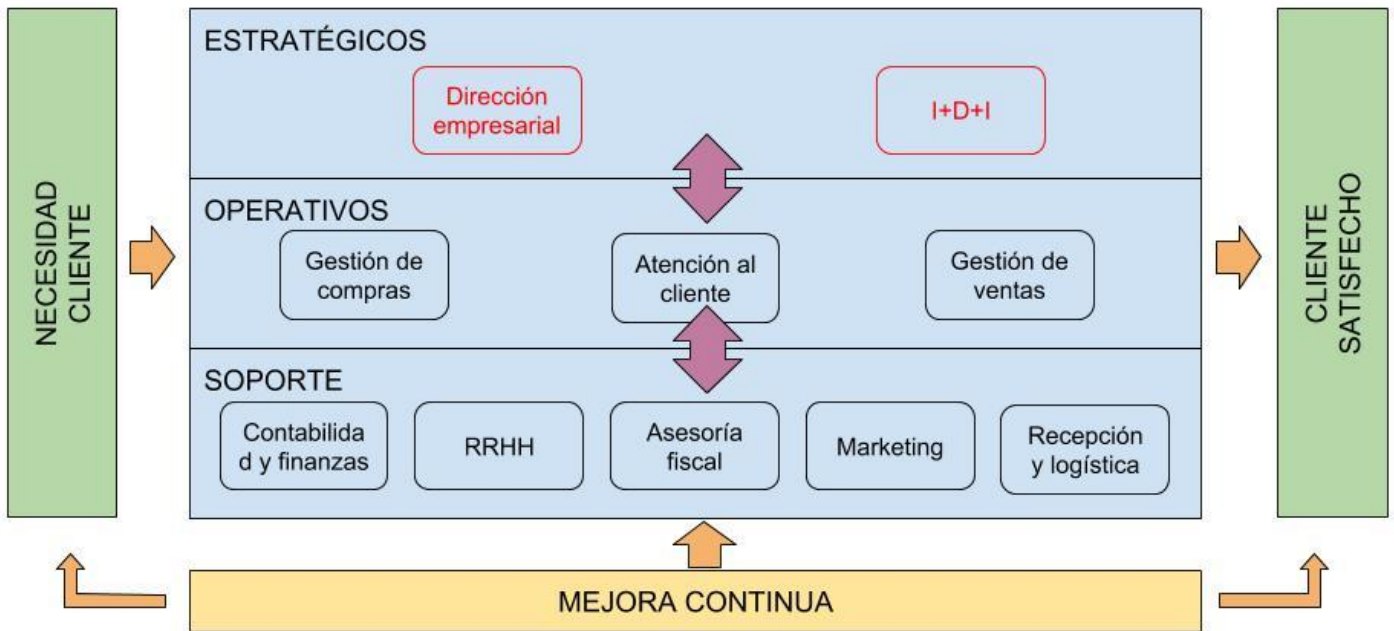 NECESIDAD
CLIENTE
ESTRATÉGICOS
Dirección
empresarial
I+D+I
OPERATIVOS
Gestión de
compras
Atención al
cliente
Gestión de
ventas
SOPORTE
Contabilida
d y finanzas
RRHH
Asesoría
fiscal
Marketing
Recepción
y logística
CLIENTE
SATISFECHO
MEJORA CONTINUA